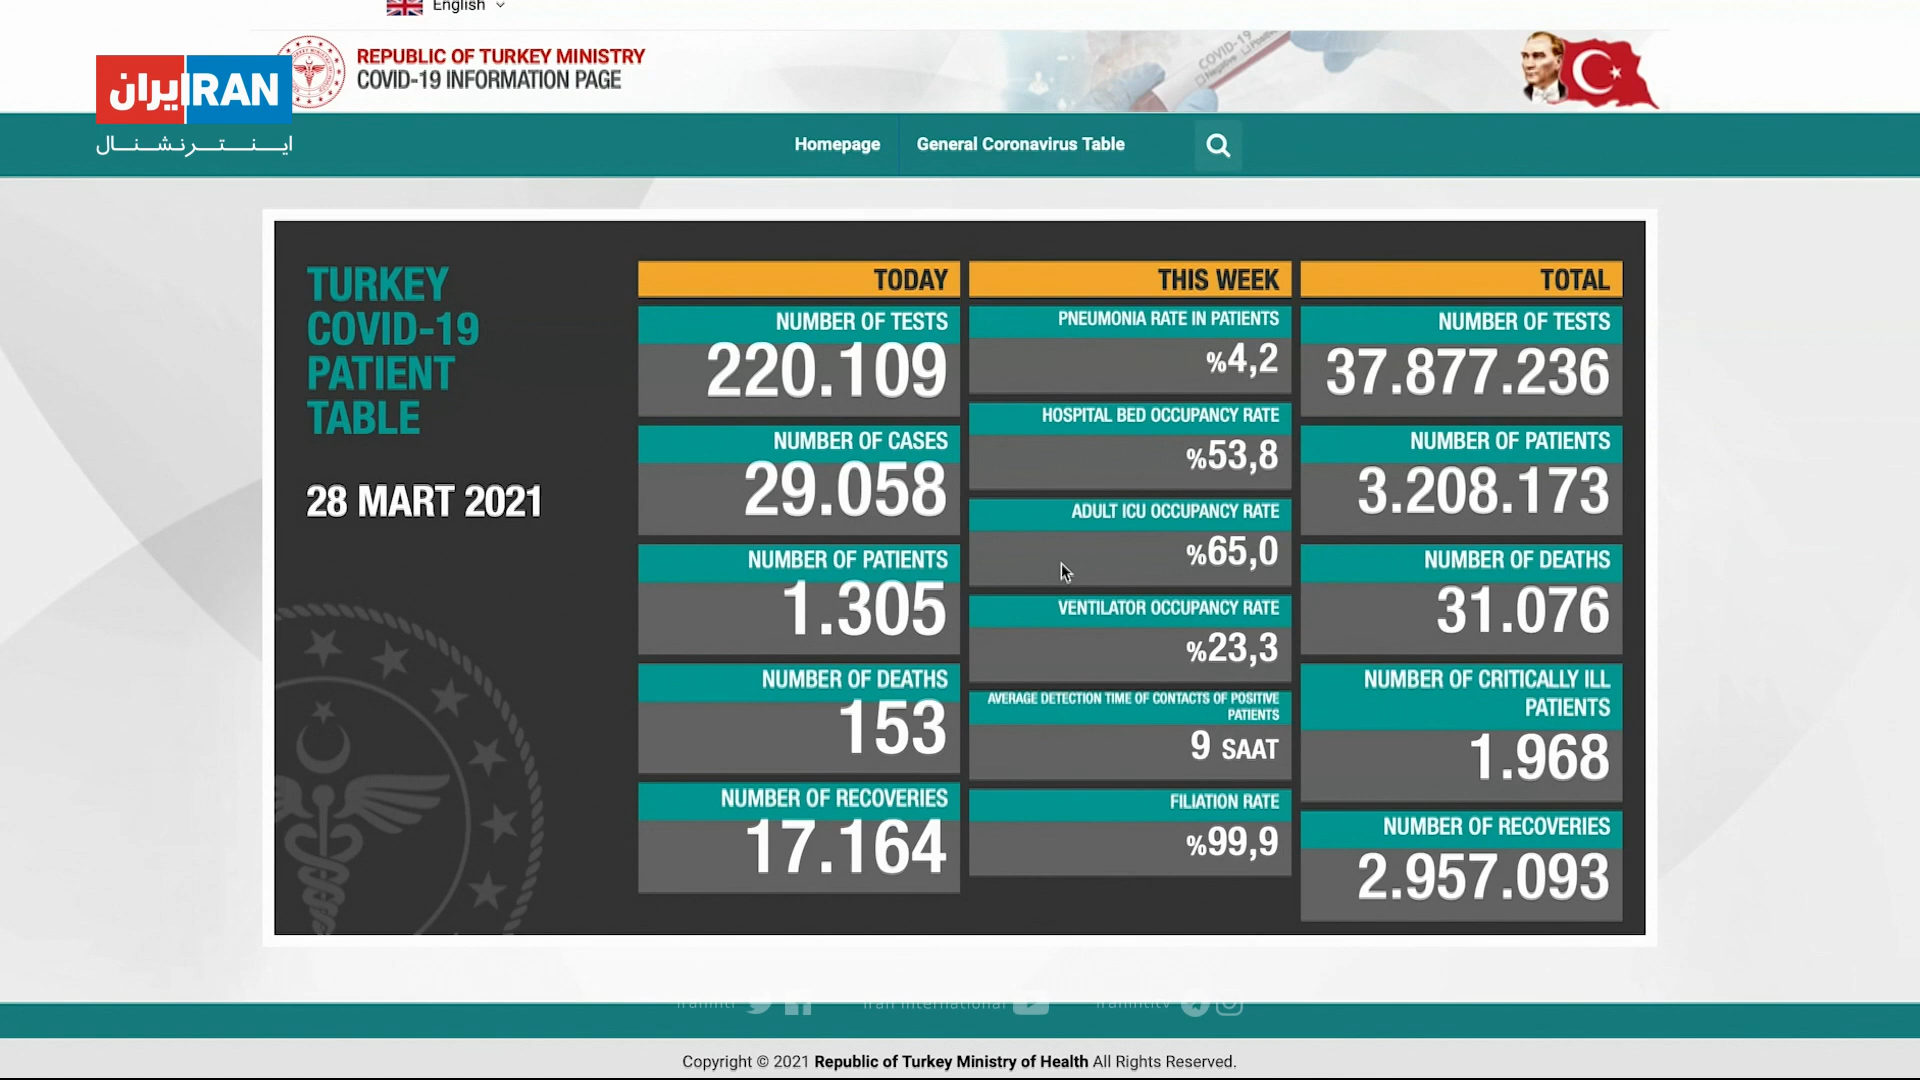 English
REPUBLIC OF TURKEY MINISTRY
COVID-19 INFORMATION PAGE
COVID-19
Negative
ایران IRAN
ایـنـتـرنـشـنـال
Homepage
General Coronavirus Table
TURKEY
COVID-19
PATIENT
TABLE
28 MART 2021
TODAY
NUMBER OF TESTS
220.109
NUMBER OF CASES
29.058
NUMBER OF PATIENTS
1.305
NUMBER OF DEATHS
153
NUMBER OF RECOVERIES
17.164
THIS WEEK
PNEUMONIA RATE IN PATIENTS
%4,2
HOSPITAL BED OCCUPANCY RATE
%53,8
ADULT ICU OCCUPANCY RATE
%65,0
VENTILATOR OCCUPANCY RATE
%23,3
AVERAGE DETECTION TIME OF CONTACTS OF POSITIVE
PATIENTS
9 SAAT
FILIATION RATE
%99,9
TOTAL
NUMBER OF TESTS
37.877.236
NUMBER OF PATIENTS
3.208.173
NUMBER OF DEATHS
31.076
NUMBER OF CRITICALLY ILL
PATIENTS
1.968
NUMBER OF RECOVERIES
2.957.093
Iran International
Copyright © 2021 Republic of Turkey Ministry of Health All Rights Reserved.